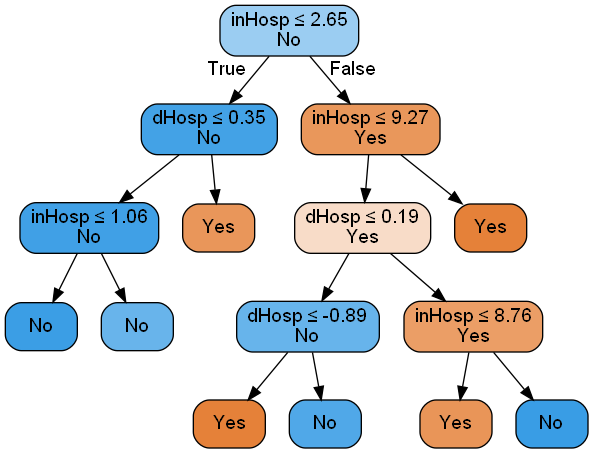 inHosp ≤ 2.65
No
True
False
dHosp ≤ 0.35
No
inHosp ≤ 9.27
Yes
inHosp ≤ 1.06
No
Yes
dHosp ≤ 0.19
Yes
Yes
No
No
dHosp ≤ -0.89
No
inHosp ≤ 8.76
Yes
Yes
No
Yes
No